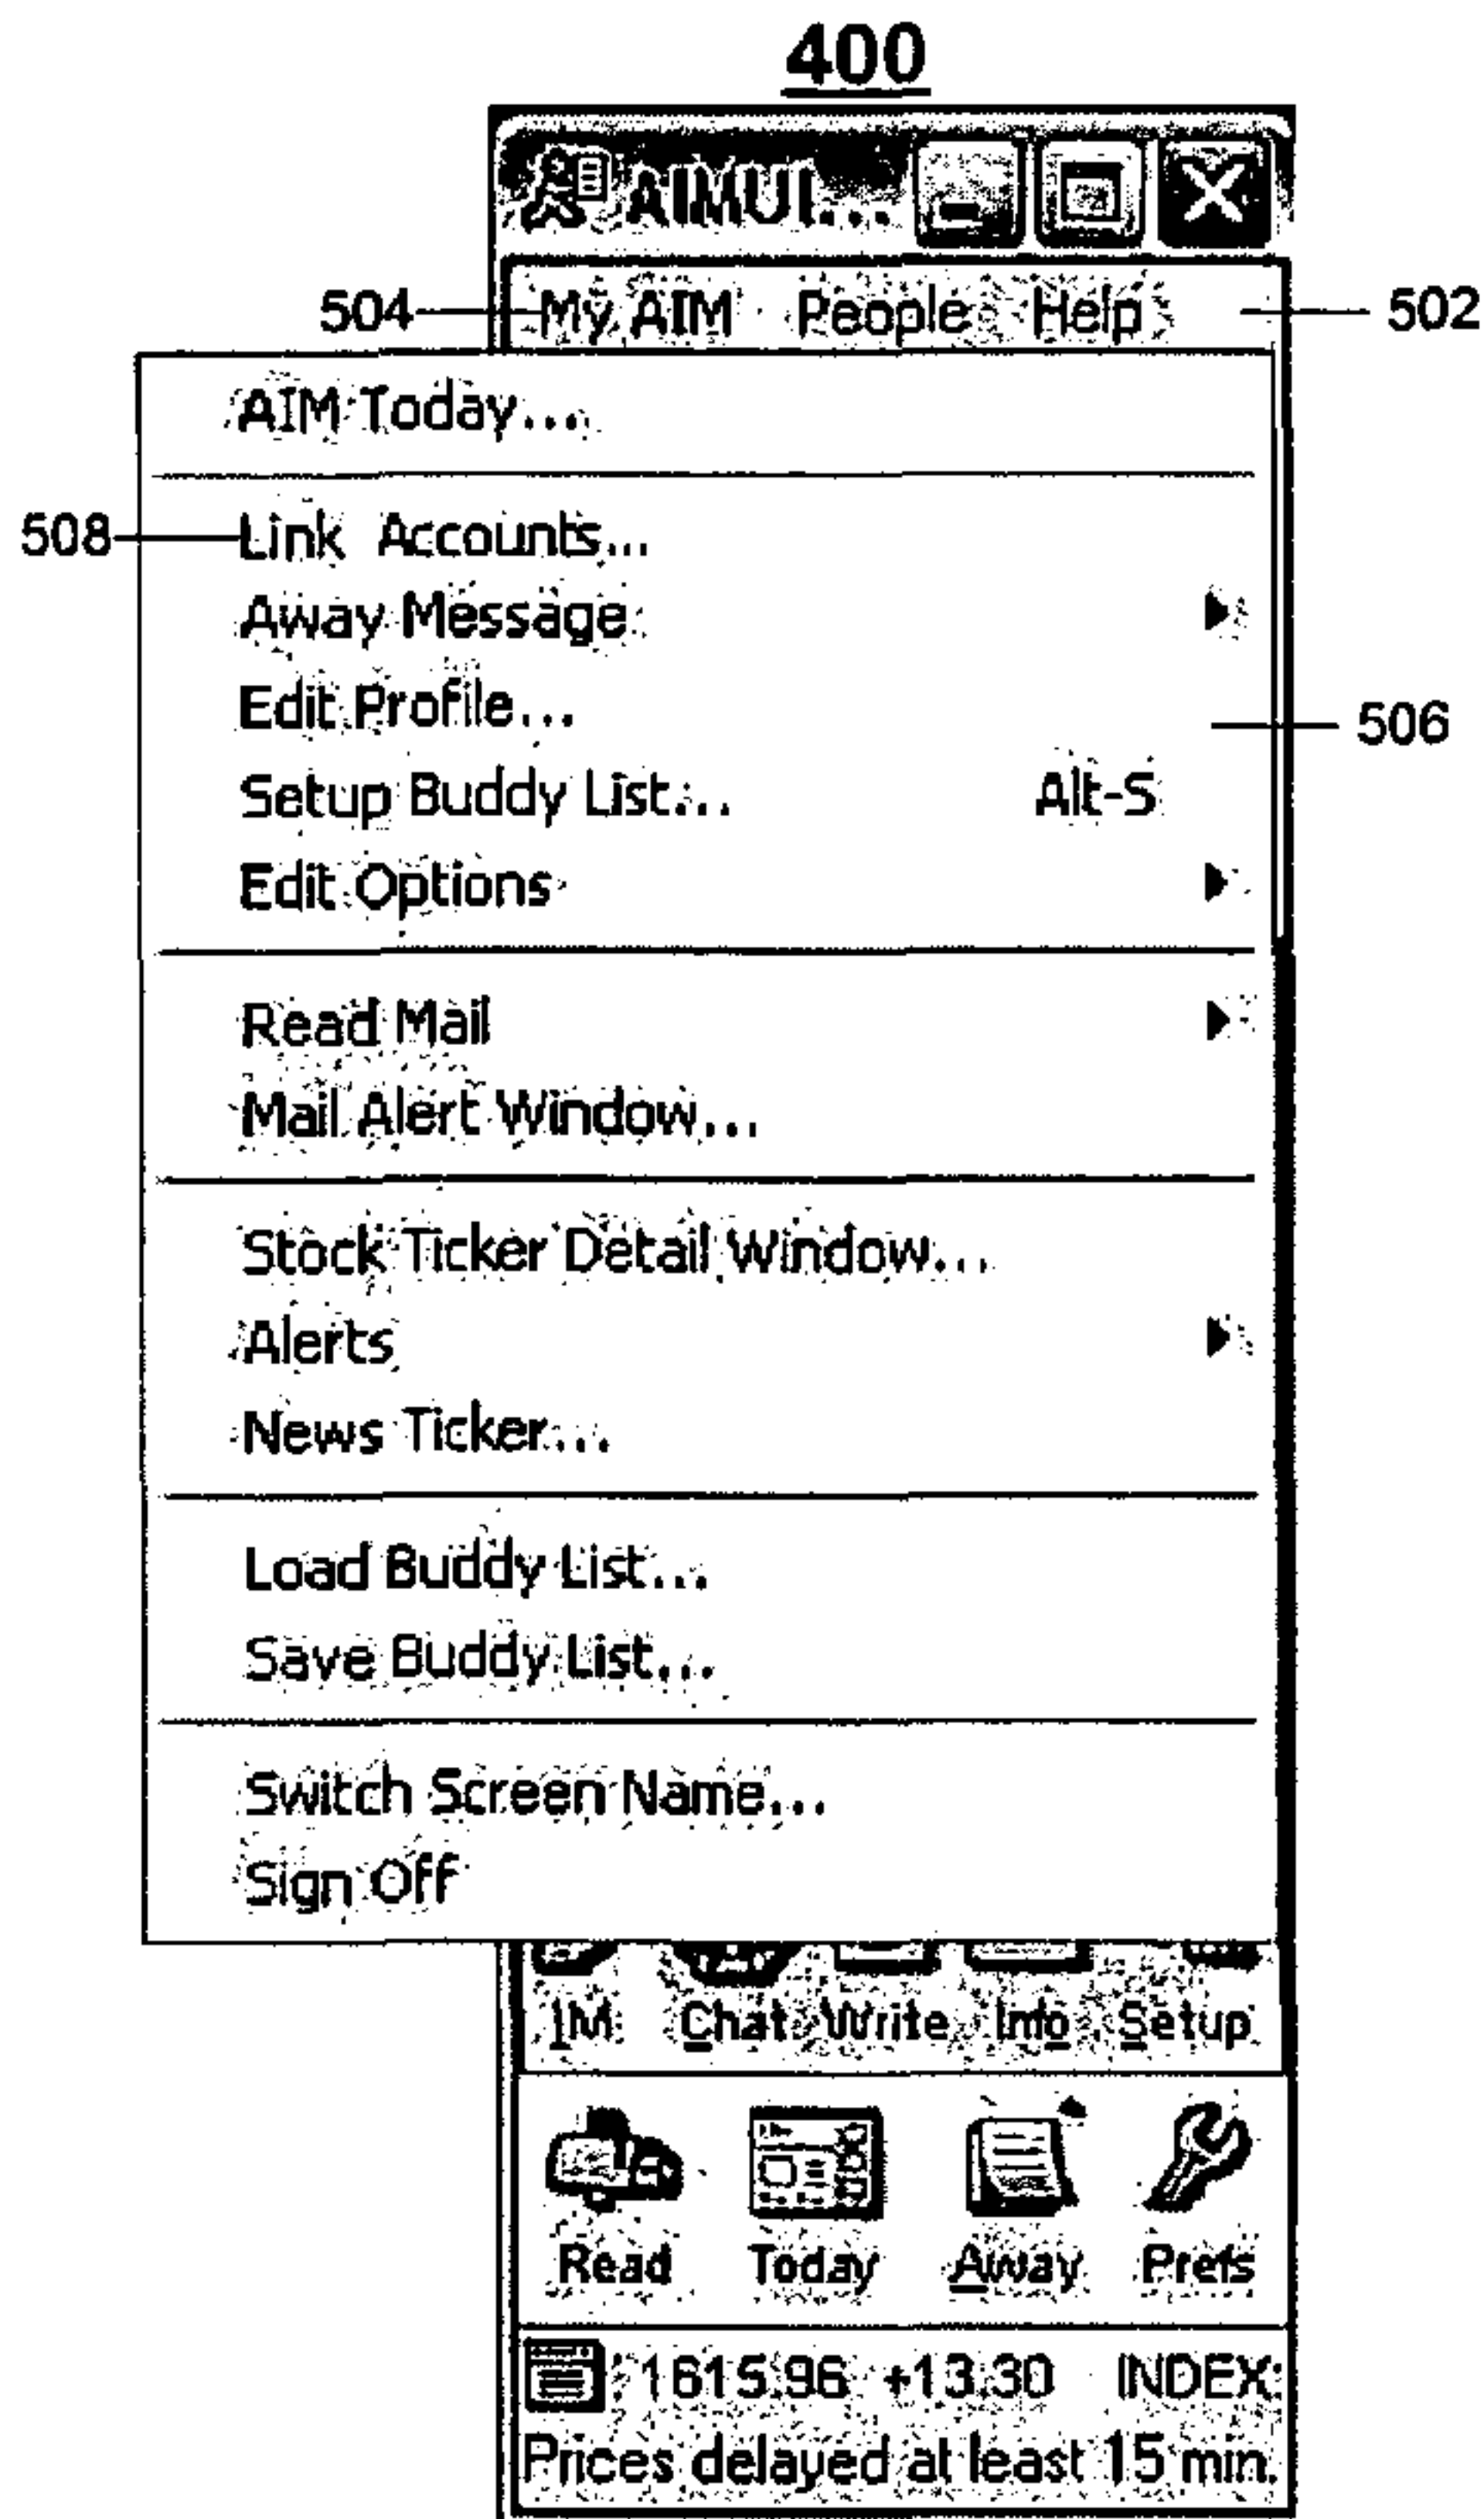 400
AIMUI...
504 My AIM People Help 502
AIM Today...
508 Link Accounts...
Away Message
Edit Profile...
506
Setup Buddy List... Alt-S
Edit Options
Read Mail
Mail Alert Window...
Stock Ticker Detail Window...
Alerts
News Ticker...
Load Buddy List...
Save Buddy List...
Switch Screen Name...
Sign Off
IM Chat Write Info Setup
Read Today Away Prefs
1615.96 +13.30 INDEX:
Prices delayed at least 15 min.